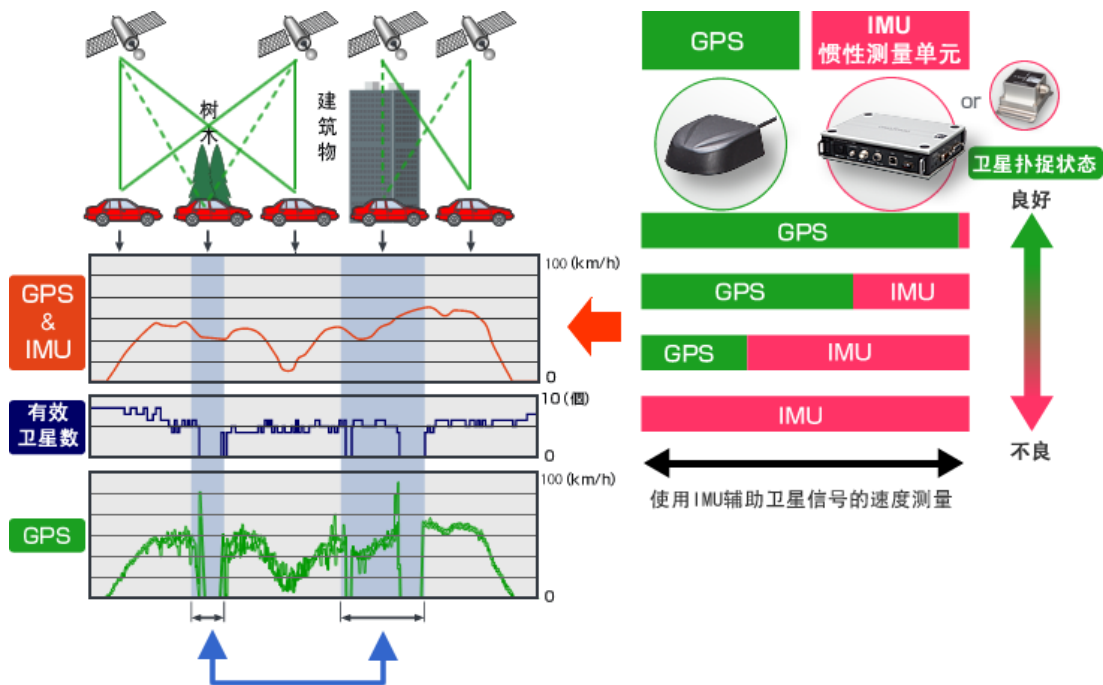 树
木
建
筑
物
GPS
&
IMU
100 (km/h)
0
有效
卫星数
10 (個)
0
GPS
100 (km/h)
0
GPS
IMU
惯性测量单元
or
卫星扑捉状态
良好
GPS
GPS
IMU
GPS
IMU
IMU
不良
使用IMU辅助卫星信号的速度测量